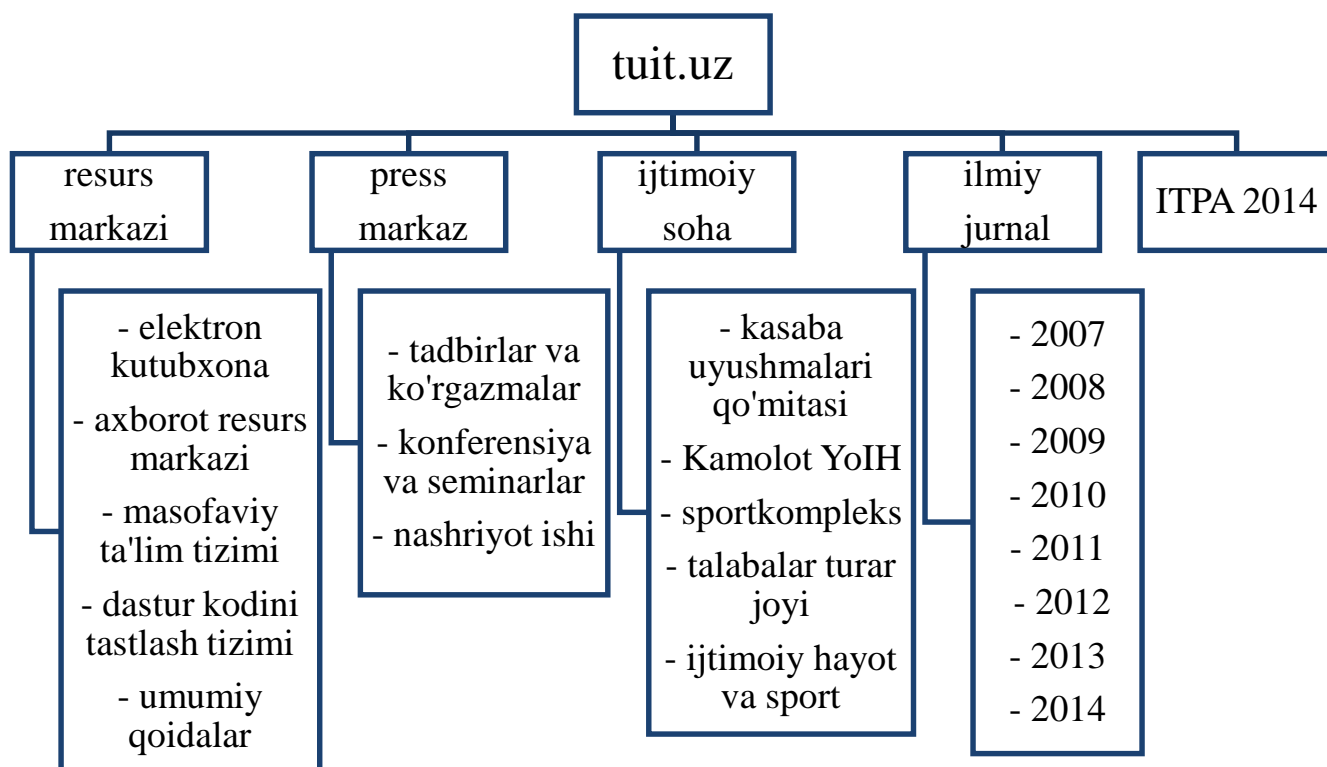 tuit.uz
resurs
markazi
press
markaz
ijtimoiy
soha
ilmiy
jurnal
ITPA 2014
- elektron
kutubxona
- axborot resurs
markazi
- masofaviy
ta'lim tizimi
- dastur kodini
tastlash tizimi
- umumiy
qoidalar
- tadbirlar va
ko'rgazmalar
- konferensiya
va seminarlar
- nashriyot ishi
- kasaba
uyushmalari
qo'mitasi
- Kamolot YoIH
- sportkompleks
- talabalar turar
joyi
- ijtimoiy hayot
va sport
- 2007
- 2008
- 2009
- 2010
- 2011
- 2012
- 2013
- 2014